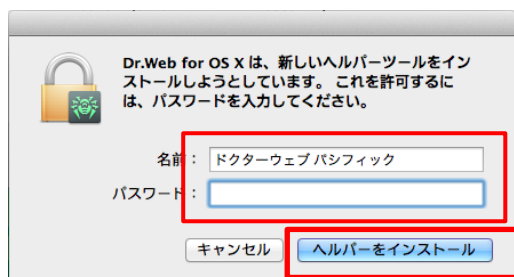 Dr.Web for OS X は、新しいヘルパーツールをイン
ストールしようとしています。 これを許可するに
は、パスワードを入力してください。
名前： ドクターウェブ パシフィック
パスワード：
キャンセル ヘルパーをインストール